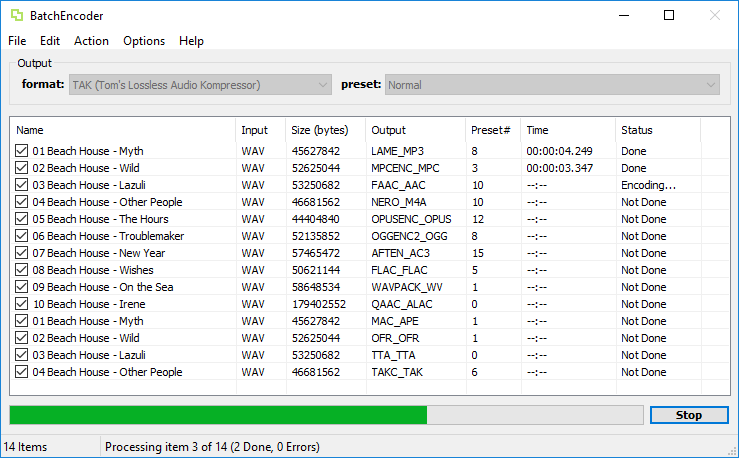 BatchEncoder
File Edit Action Options Help
Output
format: TAK (Tom's Lossless Audio Kompressor) preset: Normal
Name Input Size (bytes) Output Preset# Time Status
01 Beach House - Myth WAV 45627842 LAME_MP3 8 00:00:04.249 Done
02 Beach House - Wild WAV 52625044 MPCENC_MPC 3 00:00:03.347 Done
03 Beach House - Lazuli WAV 53250682 FAAC_AAC 10 --:-- Encoding...
04 Beach House - Other People WAV 46681562 NERO_M4A 10 --:-- Not Done
05 Beach House - The Hours WAV 44404840 OPUSENC_OPUS 12 --:-- Not Done
06 Beach House - Troublemaker WAV 52135852 OGGENC2_OGG 8 --:-- Not Done
07 Beach House - New Year WAV 57465472 AFTEN_AC3 15 --:-- Not Done
08 Beach House - Wishes WAV 50621144 FLAC_FLAC 5 --:-- Not Done
09 Beach House - On the Sea WAV 58648534 WAVPACK_WV 1 --:-- Not Done
10 Beach House - Irene WAV 179402552 QAAC_ALAC 0 --:-- Not Done
01 Beach House - Myth WAV 45627842 MAC_APE 1 --:-- Not Done
02 Beach House - Wild WAV 52625044 OFR_OFR 1 --:-- Not Done
03 Beach House - Lazuli WAV 53250682 TTA_TTA 0 --:-- Not Done
04 Beach House - Other People WAV 46681562 TAKC_TAK 6 --:-- Not Done
Stop
14 Items Processing item 3 of 14 (2 Done, 0 Errors)